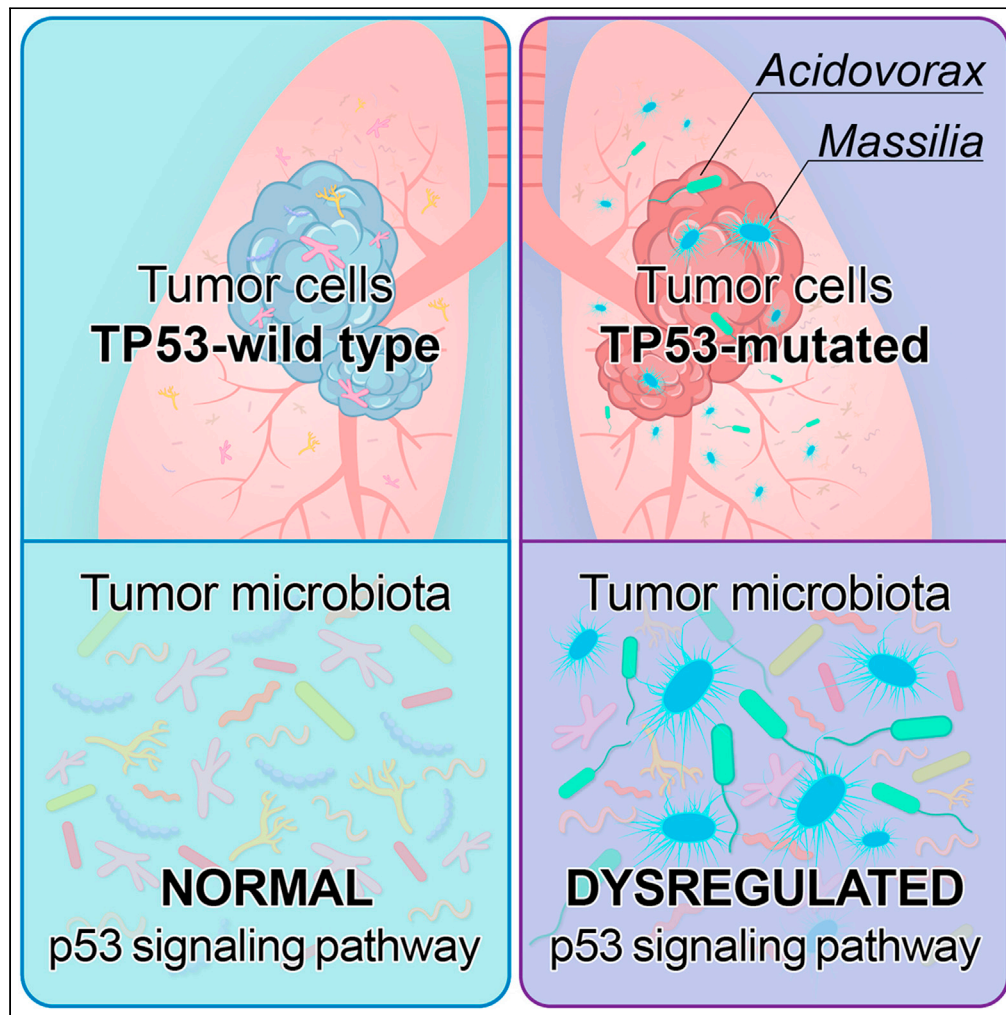 Tumor cells
TP53-wild type
Tumor microbiota
NORMAL
p53 signaling pathway
Acidovorax
Massilia
Tumor cells
TP53-mutated
Tumor microbiota
DYSREGULATED
p53 signaling pathway